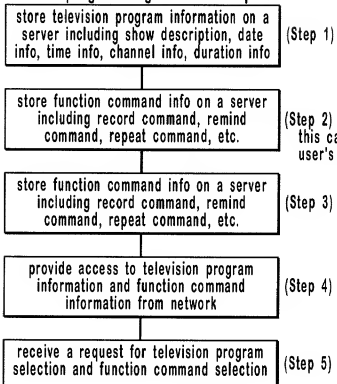 store television program information on a
server including show description, date
info, time info, channel info, duration info
(Step 1)
store function command info on a server
including record command, remind
command, repeat command, etc.
(Step 2)
this
user's
store function command info on a server
including record command, remind
command, repeat command, etc.
(Step 3)
provide access to television program
information and function command
information from network
(Step 4)
receive a request for television program
selection and function command selection
(Step 5)